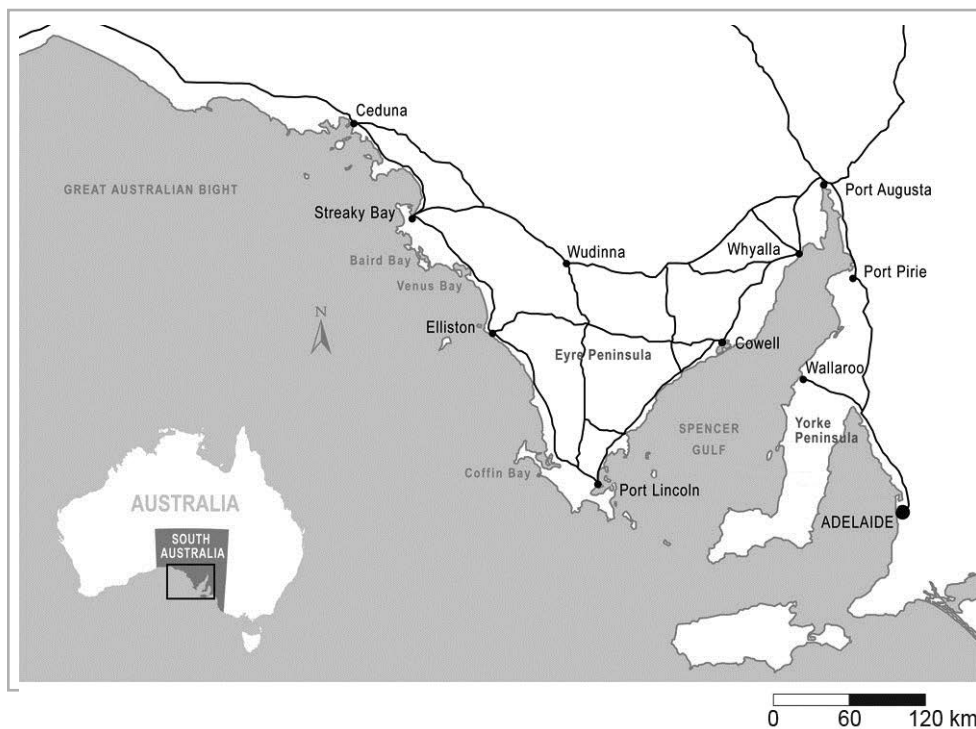 Ceduna
GREAT AUSTRALIAN BIGHT
Port Augusta
Streaky Bay
Wudinna
Whyalla
Baird Bay
Port Pirie
Venus Bay
N
Elliston
Eyre Peninsula
Cowell
Wallaroo
Yorke
Peninsula
SPENCER
GULF
Coffin Bay
Port Lincoln
ADELAIDE
AUSTRALIA
SOUTH
AUSTRALIA
0 60 120 km